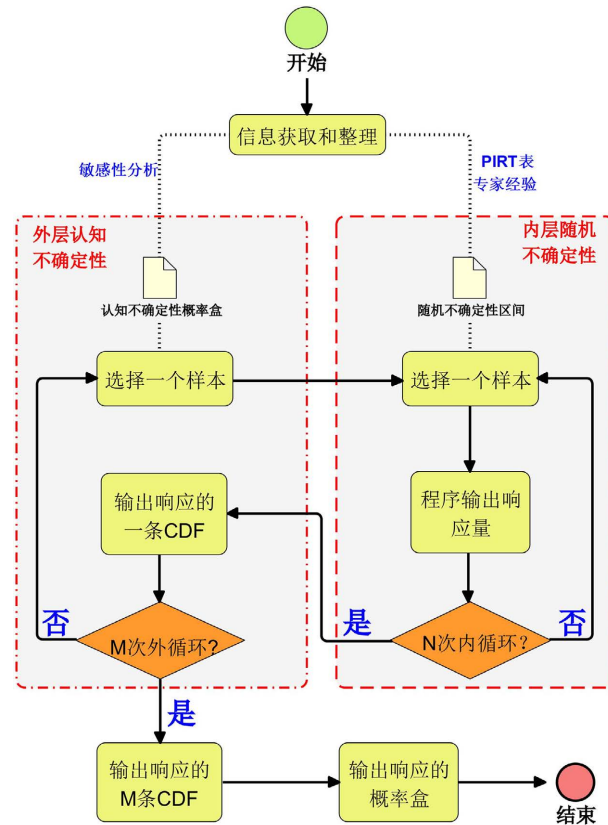 开始
信息获取和整理
敏感性分析
PIRT表
专家经验
外层认知
不确定性
内层随机
不确定性
认知不确定性概率盒
随机不确定性区间
选择一个样本
选择一个样本
输出响应的
一条CDF
程序输出响
应量
否
M次外循环?
是
N次内循环?
否
是
输出响应的
M条CDF
输出响应的
概率盒
结束